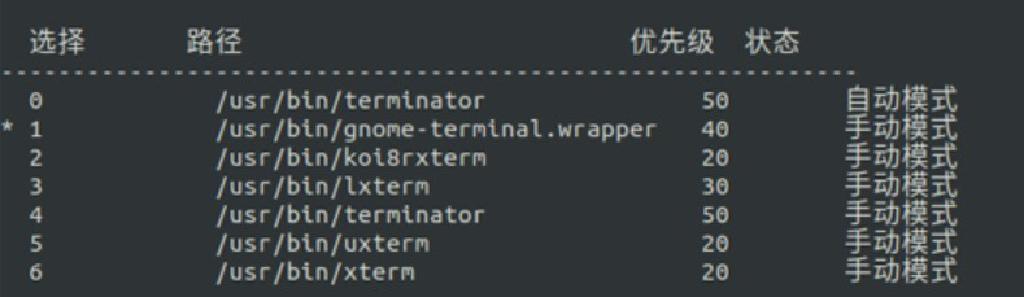 选择 路径 优先级 状态
------------------------------------------------------------
0 /usr/bin/terminator 50 自动模式
* 1 /usr/bin/gnome-terminal.wrapper 40 手动模式
2 /usr/bin/koi8rxterm 20 手动模式
3 /usr/bin/lxterm 30 手动模式
4 /usr/bin/terminator 50 手动模式
5 /usr/bin/uxterm 20 手动模式
6 /usr/bin/xterm 20 手动模式